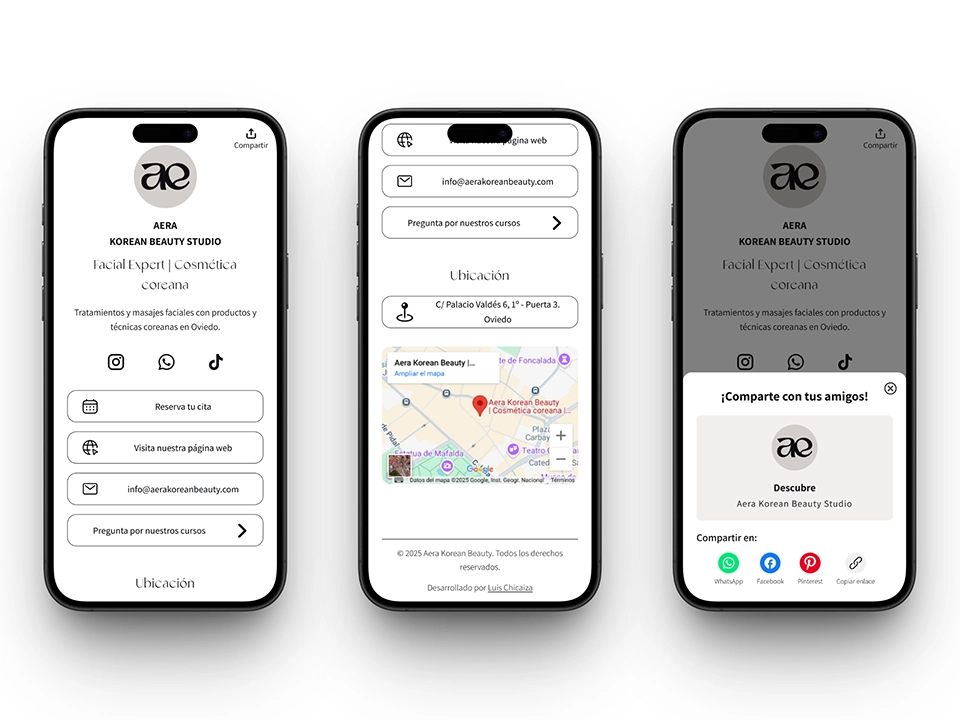 Compartir
ae
AERA
KOREAN BEAUTY STUDIO
Facial Expert | Cosmética
coreana
Tratamientos y masajes faciales con productos y
técnicas coreanas en Oviedo.
Reserva tu cita
Visita nuestra página web
info@aerakoreanbeauty.com
Pregunta por nuestros cursos
Ubicación
página web
info@aerakoreanbeauty.com
Pregunta por nuestros cursos
Ubicación
C/ Palacio Valdés 6, 1º - Puerta 3.
Oviedo
Aera Korean Beauty |...
Ampliar el mapa
te de Foncalada
Aera Korean Beauty
| Cosmética coreana |...
Plaza
Carbay
de Pidal
Estatua de Mafalda
Teatro
Cated
Google
Datos del mapa ©2025 Google, Inst. Geogr. Nacional
Términos
© 2025 Aera Korean Beauty. Todos los derechos
reservados.
Desarrollado por Luis Chicaiza
Compartir
ae
AERA
KOREAN BEAUTY STUDIO
Facial Expert | Cosmética
coreana
Tratamientos y masajes faciales con productos y
técnicas coreanas en Oviedo.
¡Comparte con tus amigos!
ae
Descubre
Aera Korean Beauty Studio
Compartir en:
WhatsApp
Facebook
Pinterest
Copiar enlace